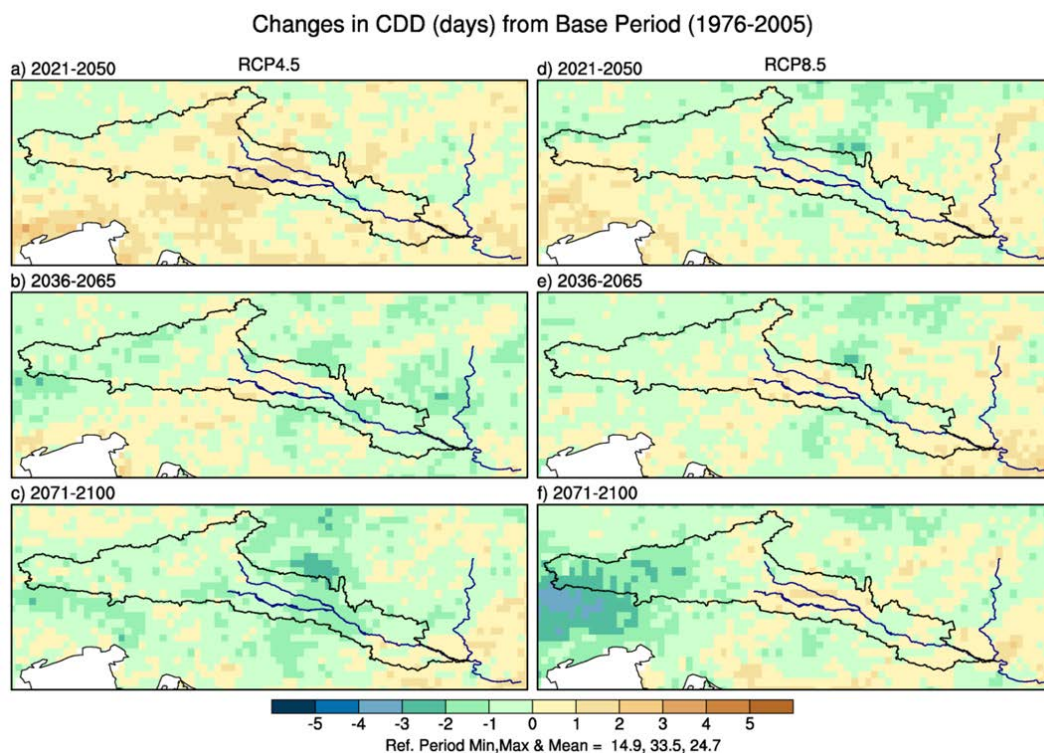 Changes in CDD (days) from Base Period (1976-2005)
a) 2021-2050 RCP4.5
d) 2021-2050 RCP8.5
b) 2036-2065
e) 2036-2065
c) 2071-2100
f) 2071-2100
-5 -4 -3 -2 -1 0 1 2 3 4 5
Ref. Period Min,Max & Mean = 14.9, 33.5, 24.7